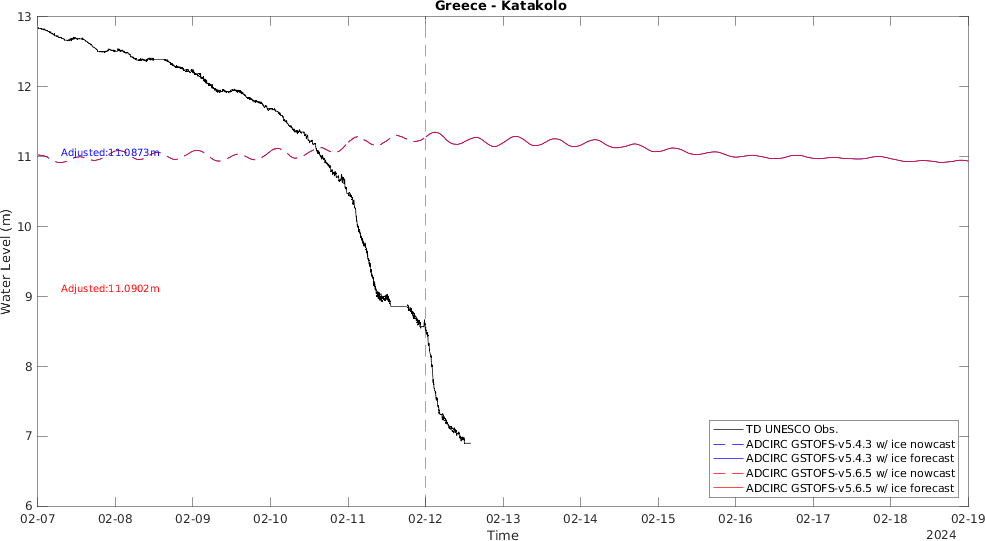 Greece - Katakolo
13
12
11
10
9
8
7
6
Water Level (m)
Adjusted:11.0873m
Adjusted:11.0902m
TD UNESCO Obs.
ADCIRC GSTOFS-v5.4.3 w/ ice nowcast
ADCIRC GSTOFS-v5.4.3 w/ ice forecast
ADCIRC GSTOFS-v5.6.5 w/ ice nowcast
ADCIRC GSTOFS-v5.6.5 w/ ice forecast
02-07 02-08 02-09 02-10 02-11 02-12 02-13 02-14 02-15 02-16 02-17 02-18 02-19
Time
2024